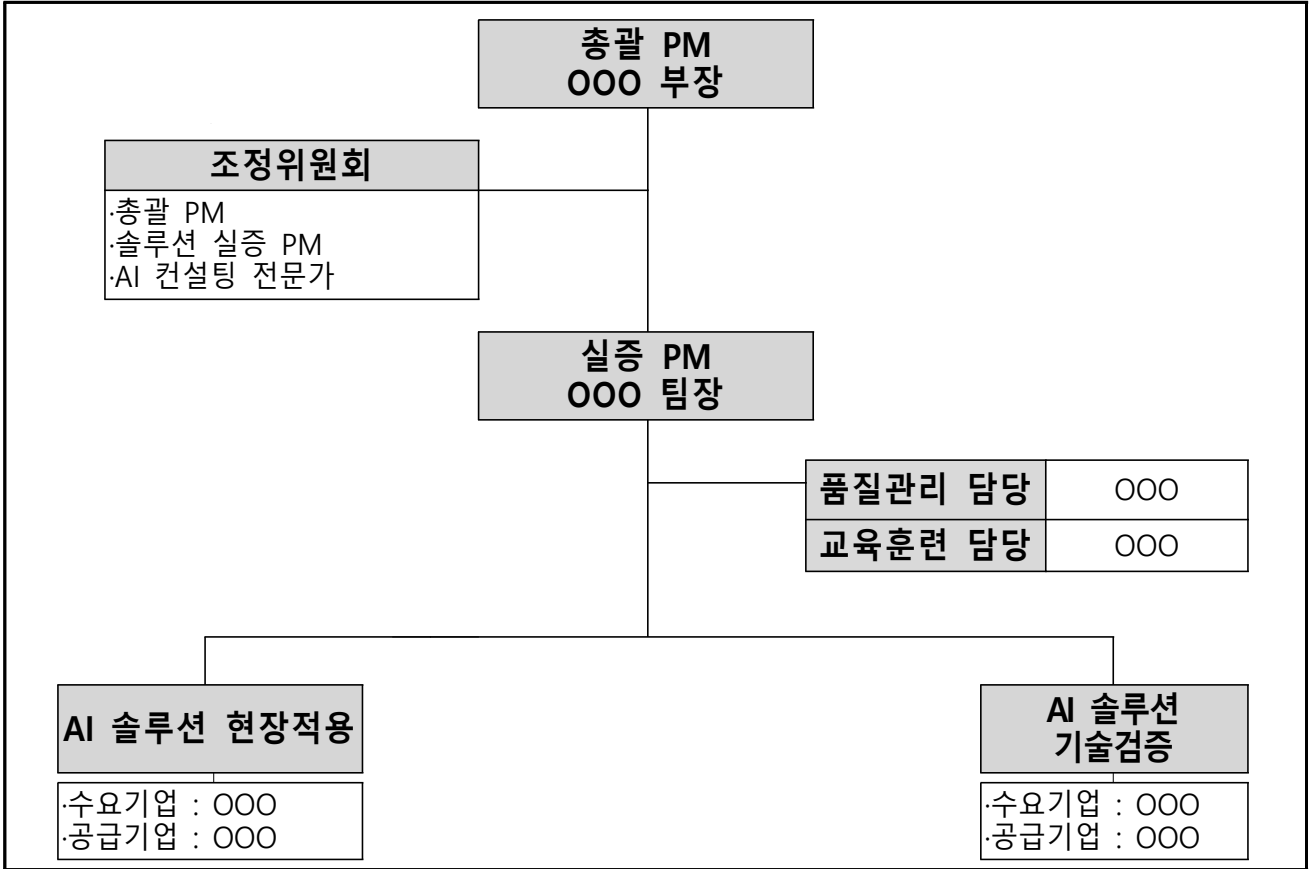 총괄 PM
OOO 부장
조정위원회
·총괄 PM
·솔루션 실증 PM
·AI 컨설팅 전문가
실증 PM
OOO 팀장
품질관리 담당 OOO
교육훈련 담당 OOO
AI 솔루션 현장적용
·수요기업 : OOO
·공급기업 : OOO
AI 솔루션
기술검증
·수요기업 : OOO
·공급기업 : OOO